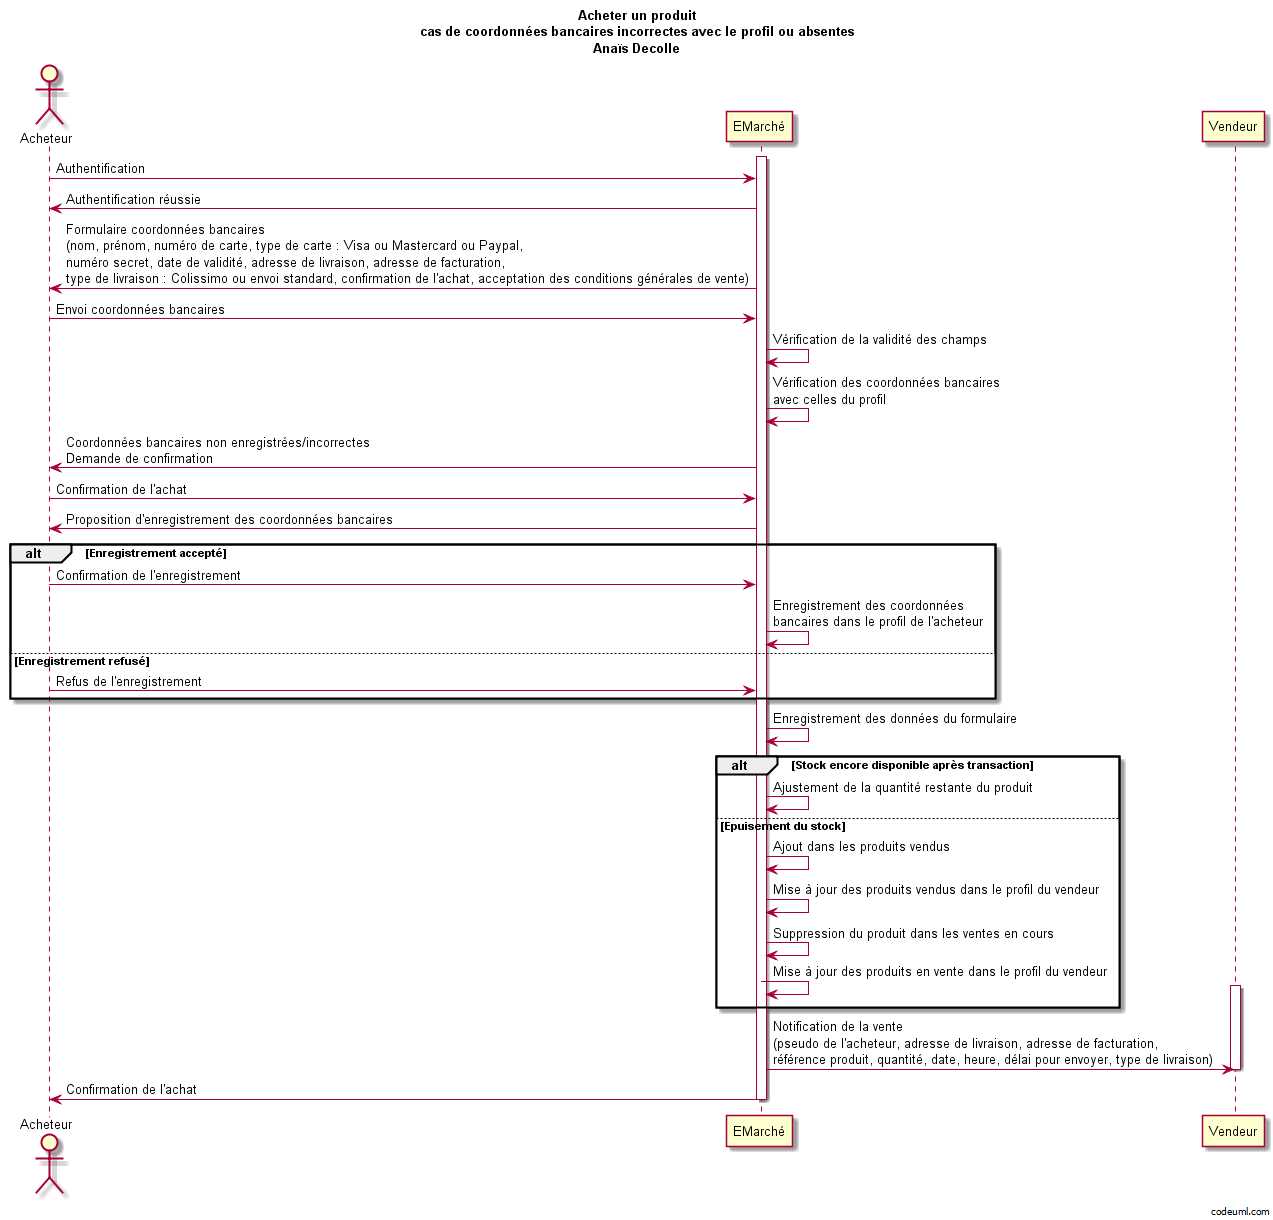 Acheter un produit
cas de coordonnées bancaires incorrectes avec le profil ou absentes
Anaïs Decolle
Acheteur
EMarché
Vendeur
Authentification
Authentification réussie
Formulaire coordonnées bancaires
(nom, prénom, numéro de carte, type de carte : Visa ou Mastercard ou Paypal,
numéro secret, date de validité, adresse de livraison, adresse de facturation,
type de livraison : Colissimo ou envoi standard, confirmation de l'achat, acceptation des conditions générales de vente)
Envoi coordonnées bancaires
Vérification de la validité des champs
Vérification des coordonnées bancaires
avec celles du profil
Coordonnées bancaires non enregistrées/incorrectes
Demande de confirmation
Confirmation de l'achat
Proposition d'enregistrement des coordonnées bancaires
alt [Enregistrement accepté]
Confirmation de l'enregistrement
Enregistrement des coordonnées
bancaires dans le profil de l'acheteur
[Enregistrement refusé]
Refus de l'enregistrement
Enregistrement des données du formulaire
alt [Stock encore disponible après transaction]
Ajustement de la quantité restante du produit
[Epuisement du stock]
Ajout dans les produits vendus
Mise à jour des produits vendus dans le profil du vendeur
Suppression du produit dans les ventes en cours
Mise à jour des produits en vente dans le profil du vendeur
Notification de la vente
(pseudo de l'acheteur, adresse de livraison, adresse de facturation,
référence produit, quantité, date, heure, délai pour envoyer, type de livraison)
Confirmation de l'achat
Acheteur
EMarché
Vendeur
codeuml.com